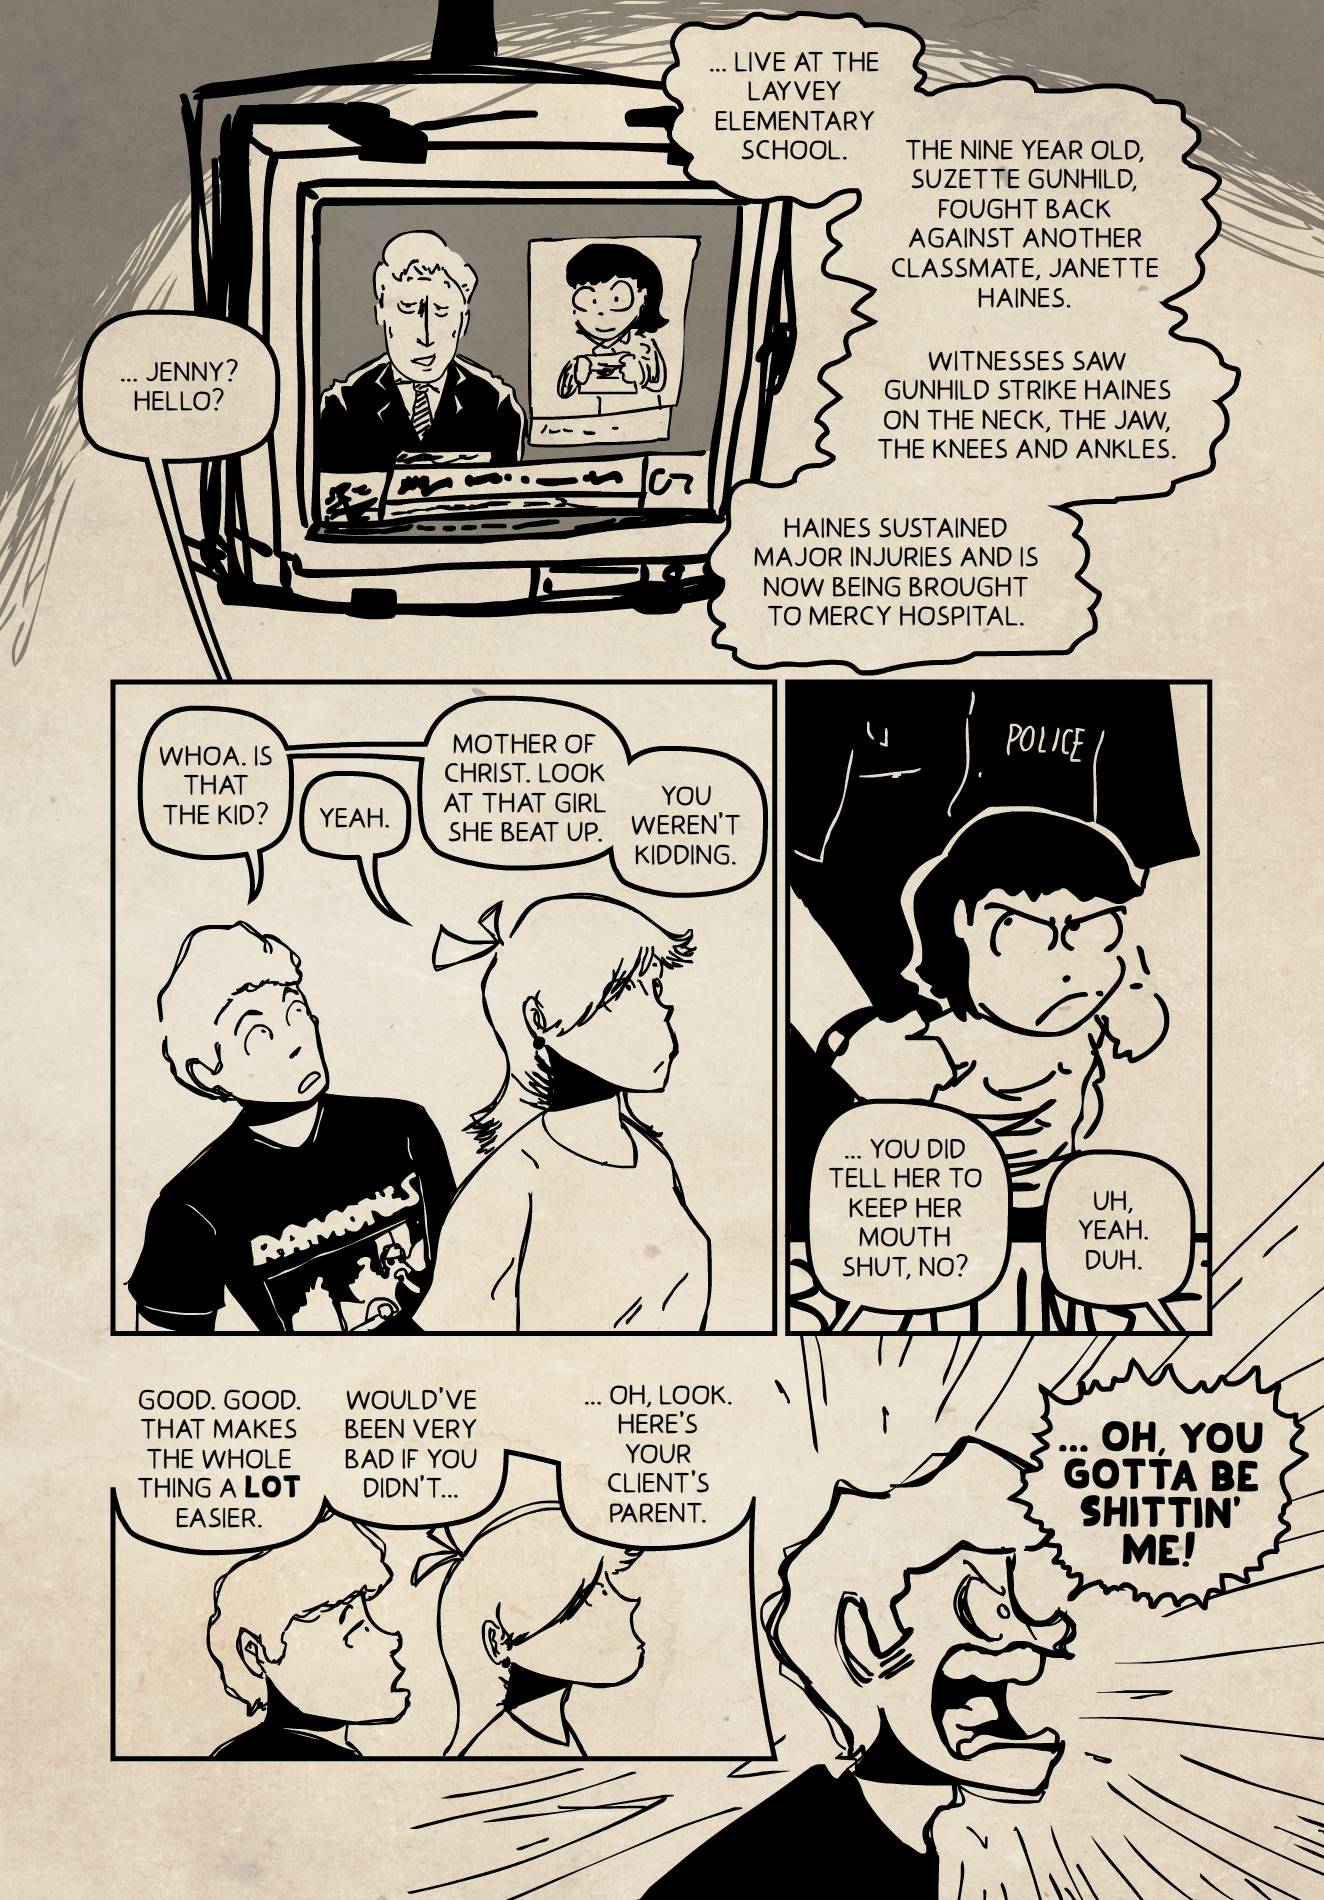 ... LIVE AT THE
LAYVEY
ELEMENTARY
SCHOOL.
THE NINE YEAR OLD,
SUZETTE GUNHILD,
FOUGHT BACK
AGAINST ANOTHER
CLASSMATE, JANETTE
HAINES.
WITNESSES SAW
GUNHILD STRIKE HAINES
ON THE NECK, THE JAW,
THE KNEES AND ANKLES.
HAINES SUSTAINED
MAJOR INJURIES AND IS
NOW BEING BROUGHT
TO MERCY HOSPITAL.
... JENNY?
HELLO?
WHOA. IS
THAT
THE KID?
YEAH.
MOTHER OF
CHRIST. LOOK
AT THAT GIRL
SHE BEAT UP.
YOU
WEREN'T
KIDDING.
RAMONES
POLICE
... YOU DID
TELL HER TO
KEEP HER
MOUTH
SHUT, NO?
UH,
YEAH.
DUH.
GOOD. GOOD.
THAT MAKES
THE WHOLE
THING A LOT
EASIER.
WOULD'VE
BEEN VERY
BAD IF YOU
DIDN'T...
... OH, LOOK.
HERE'S
YOUR
CLIENT'S
PARENT.
... OH, YOU
GOTTA BE
SHITTIN'
ME!